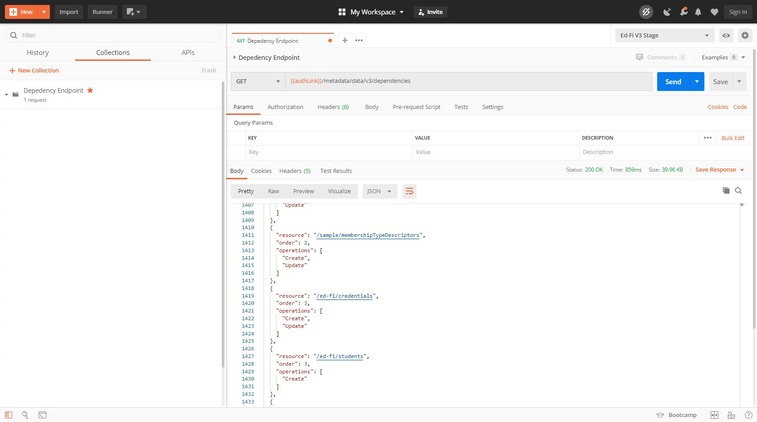 New
Import
Runner
My Workspace
Invite
Sign In
Filter
History
Collections
APIs
+ New Collection
Trash
Depedency Endpoint
1 request
GET Depedency Endpoint
Ed-Fi V3 Stage
Depedency Endpoint
Comments 0
Examples 0
GET
{{authLink}}/metadata/data/v3/dependencies
Send
Save
Params
Authorization
Headers (8)
Body
Pre-request Script
Tests
Settings
Cookies
Code
Query Params
KEY
VALUE
DESCRIPTION
Bulk Edit
Key
Value
Description
Body
Cookies
Headers (5)
Test Results
Status: 200 OK
Time: 859ms
Size: 39.96 KB
Save Response
Pretty
Raw
Preview
Visualize
JSON
1407 "Update"
1408 ]
1409 },
1410 {
1411 "resource": "/sample/membershipTypeDescriptors",
1412 "order": 2,
1413 "operations": [
1414 "Create",
1415 "Update"
1416 ]
1417 },
1418 {
1419 "resource": "/ed-fi/credentials",
1420 "order": 3,
1421 "operations": [
1422 "Create",
1423 "Update"
1424 ]
1425 },
1426 {
1427 "resource": "/ed-fi/students",
1428 "order": 3,
1429 "operations": [
1430 "Create"
1431 ]
1432 },
1433 {
Bootcamp